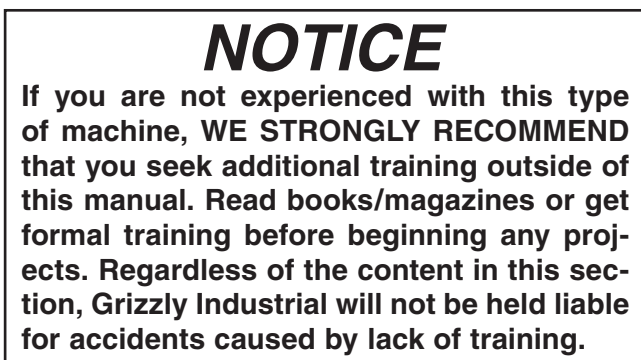 NOTICE
If you are not experienced with this type
of machine, WE STRONGLY RECOMMEND
that you seek additional training outside of
this manual. Read books/magazines or get
formal training before beginning any proj-
ects. Regardless of the content in this sec-
tion, Grizzly Industrial will not be held liable
for accidents caused by lack of training.